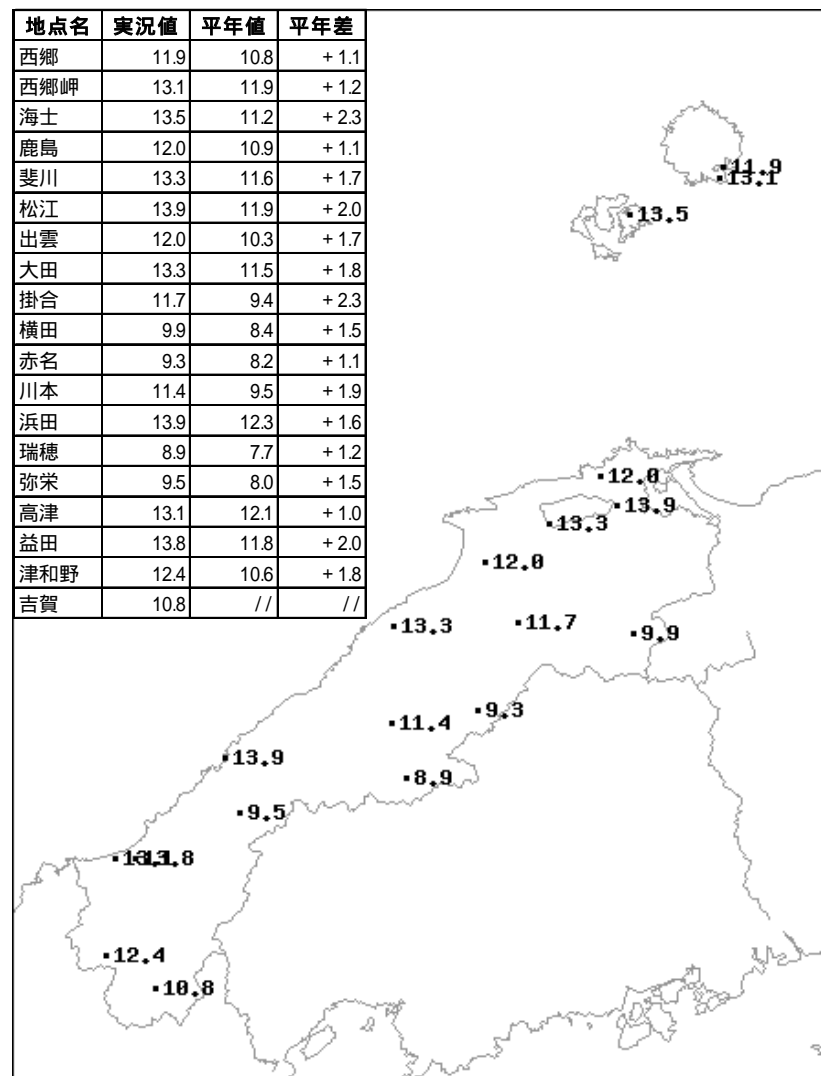 地点名 実況値 平年値 平年差
西郷 11.9 10.8 +1.1
西郷岬 13.1 11.9 +1.2
海士 13.5 11.2 +2.3
鹿島 12.0 10.9 +1.1
斐川 13.3 11.6 +1.7
松江 13.9 11.9 +2.0
出雲 12.0 10.3 +1.7
大田 13.3 11.5 +1.8
掛合 11.7 9.4 +2.3
横田 9.9 8.4 +1.5
赤名 9.3 8.2 +1.1
川本 11.4 9.5 +1.9
浜田 13.9 12.3 +1.6
瑞穂 8.9 7.7 +1.2
弥栄 9.5 8.0 +1.5
高津 13.1 12.1 +1.0
益田 13.8 11.8 +2.0
津和野 12.4 10.6 +1.8
吉賀 10.8 // //
11.9
13.1
13.5
12.0
13.9
13.3
12.0
13.3
11.7
9.9
9.3
11.4
13.9
8.9
9.5
13.1
13.8
12.4
10.8